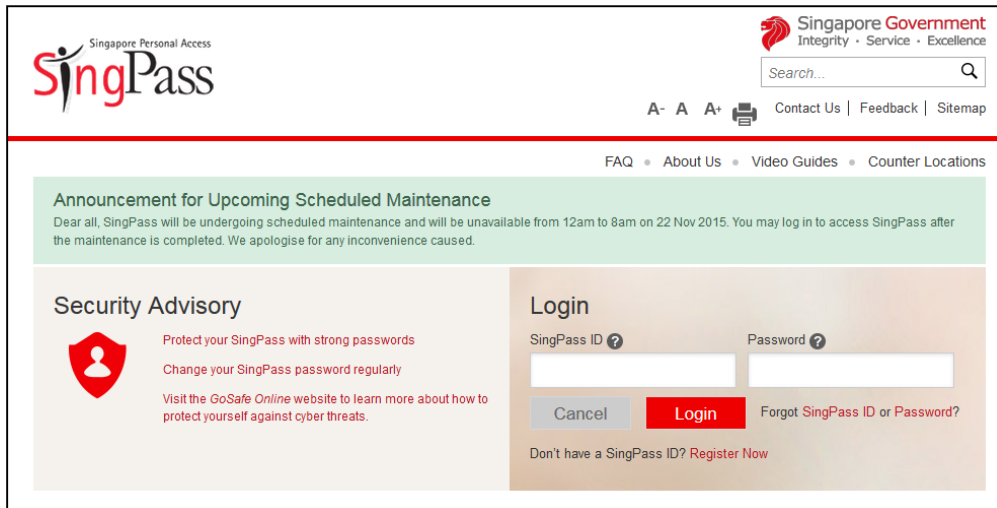 Singapore Personal Access
SingPass
Singapore Government
Integrity · Service · Excellence
Search...
A- A A+ Contact Us | Feedback | Sitemap
FAQ • About Us • Video Guides • Counter Locations
Announcement for Upcoming Scheduled Maintenance
Dear all, SingPass will be undergoing scheduled maintenance and will be unavailable from 12am to 8am on 22 Nov 2015. You may log in to access SingPass after
the maintenance is completed. We apologise for any inconvenience caused.
Security Advisory
Protect your SingPass with strong passwords
Change your SingPass password regularly
Visit the GoSafe Online website to learn more about how to
protect yourself against cyber threats.
Login
SingPass ID ? Password ?
Cancel Login Forgot SingPass ID or Password?
Don't have a SingPass ID? Register Now